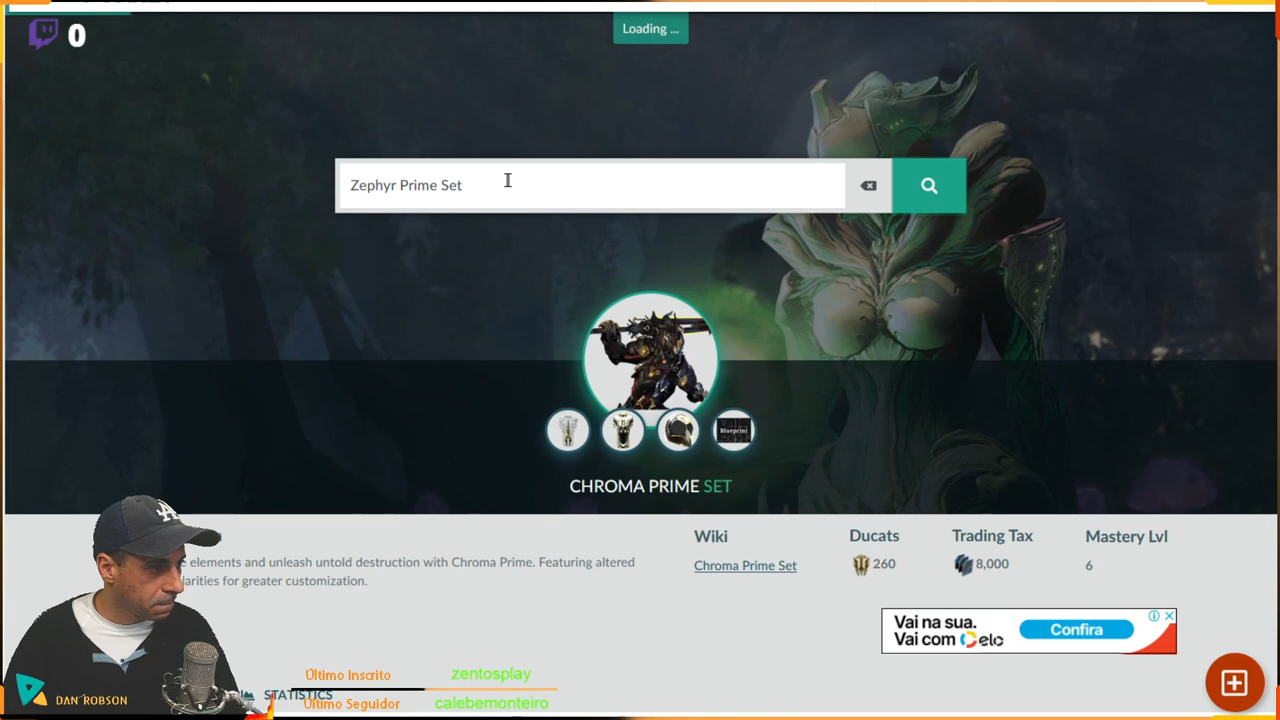 0
Loading ...
Zephyr Prime Set
Blueprint
CHROMA PRIME SET
elements and unleash untold destruction with Chroma Prime. Featuring altered
larities for greater customization.
Wiki
Chroma Prime Set
Ducats
260
Trading Tax
8,000
Mastery Lvl
6
Vai na sua.
Vai com elo
Confira
STATISTICS
Último Inscrito
zentosplay
Último Seguidor
calebemonteiro
DAN ROBSON